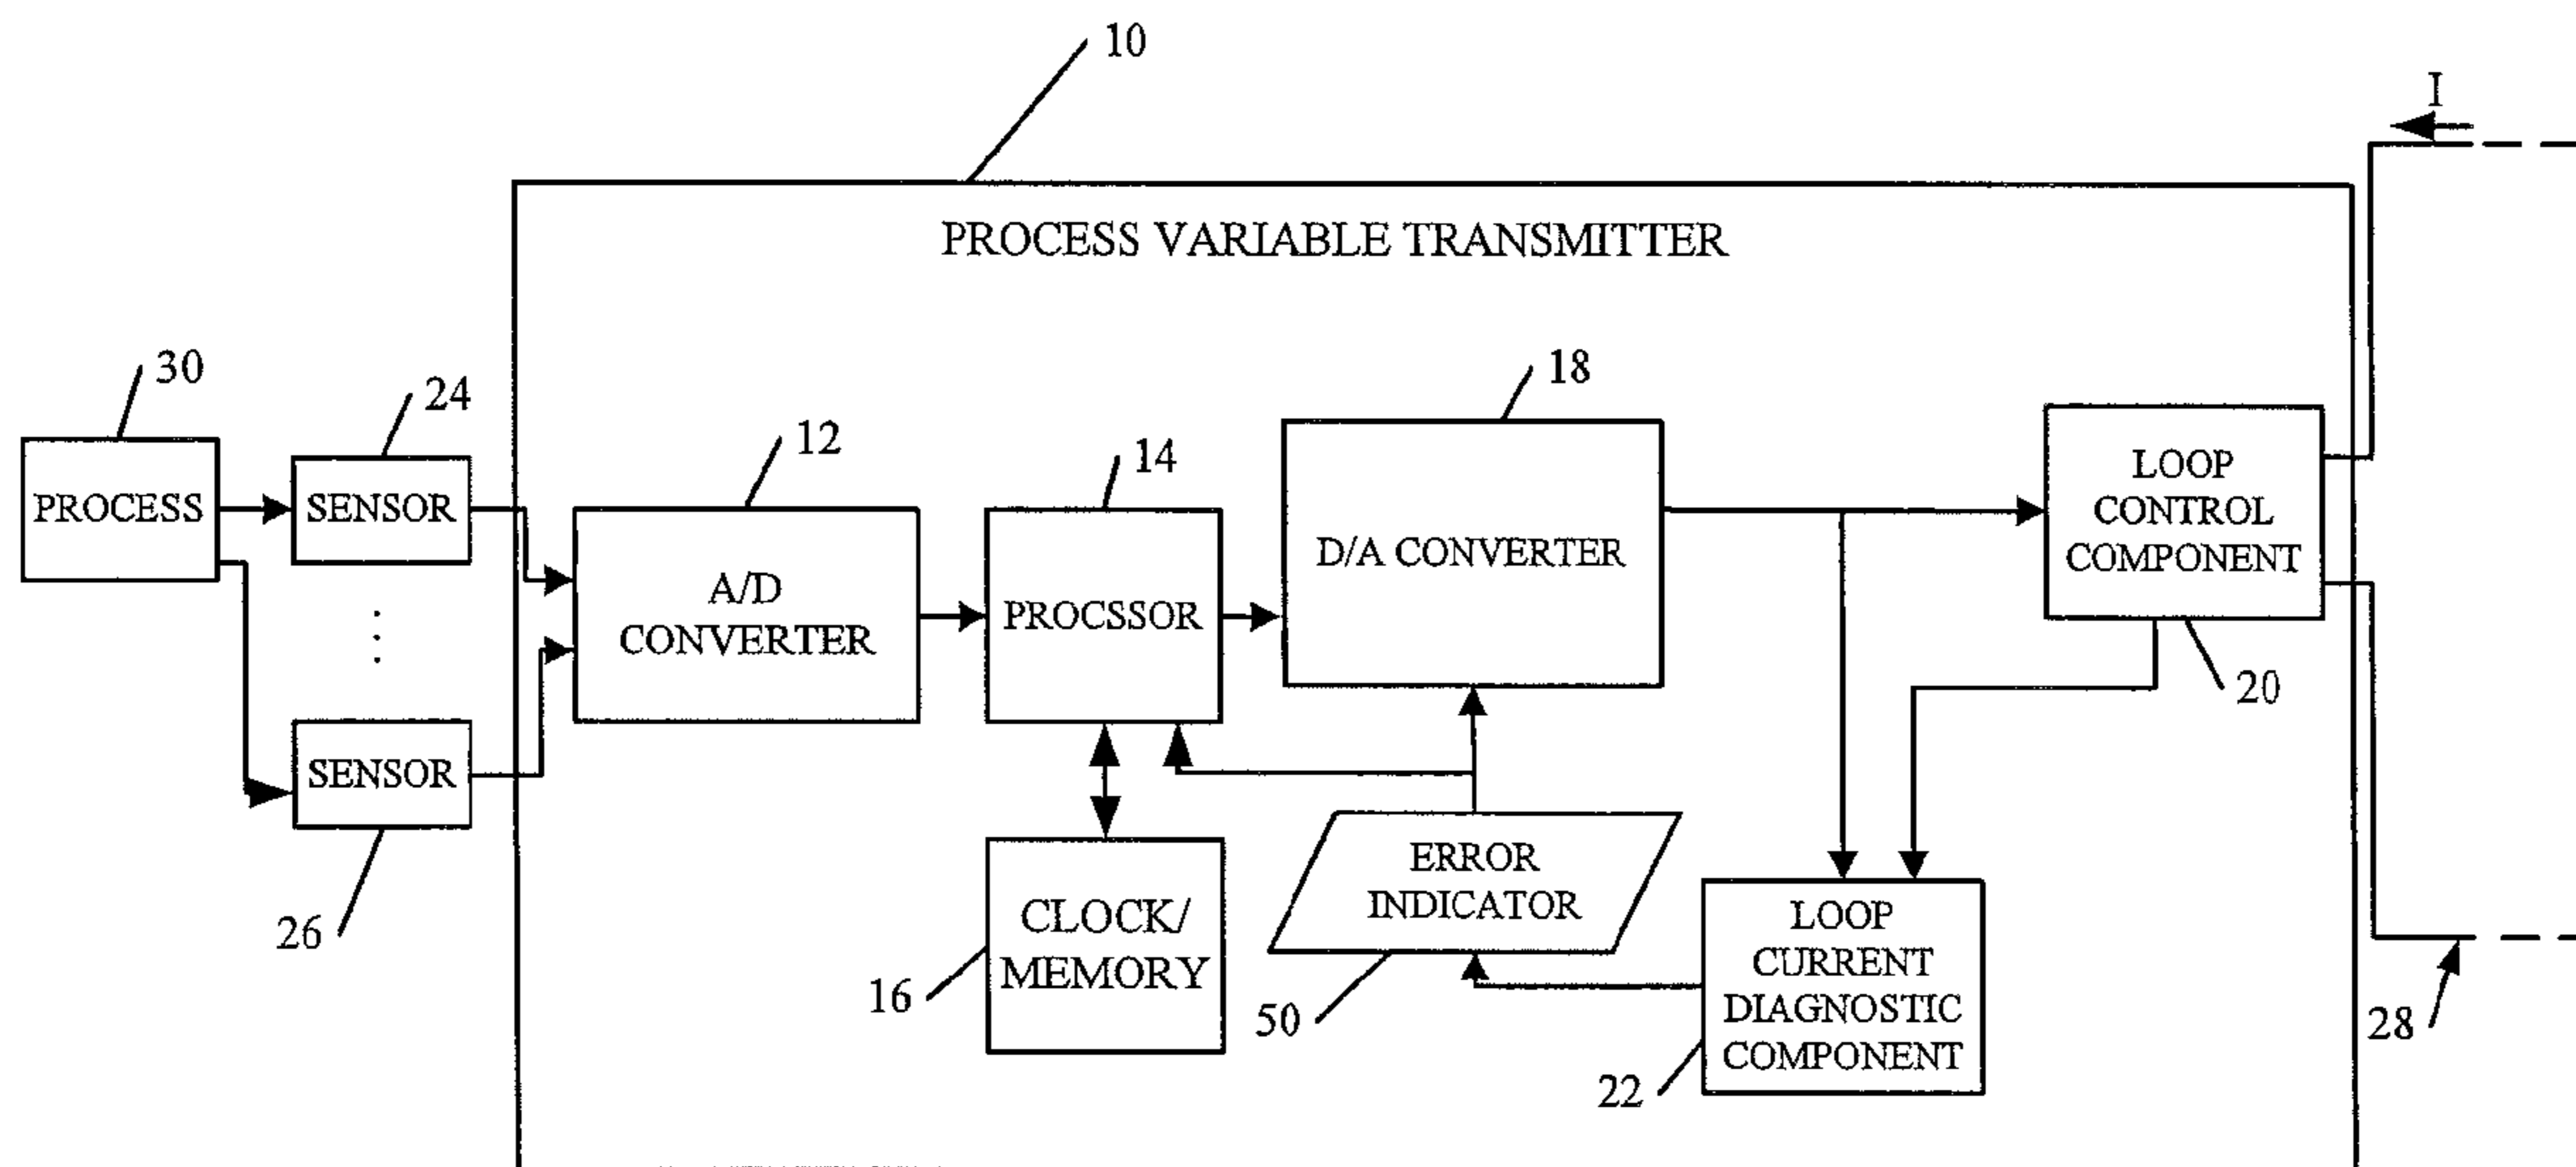 10
I
PROCESS VARIABLE TRANSMITTER
30
24
12
14
18
PROCESS
SENSOR
A/D
CONVERTER
PROCSSOR
D/A CONVERTER
LOOP
CONTROL
COMPONENT
20
SENSOR
26
CLOCK/
MEMORY
16
ERROR
INDICATOR
50
LOOP
CURRENT
DIAGNOSTIC
COMPONENT
22
28